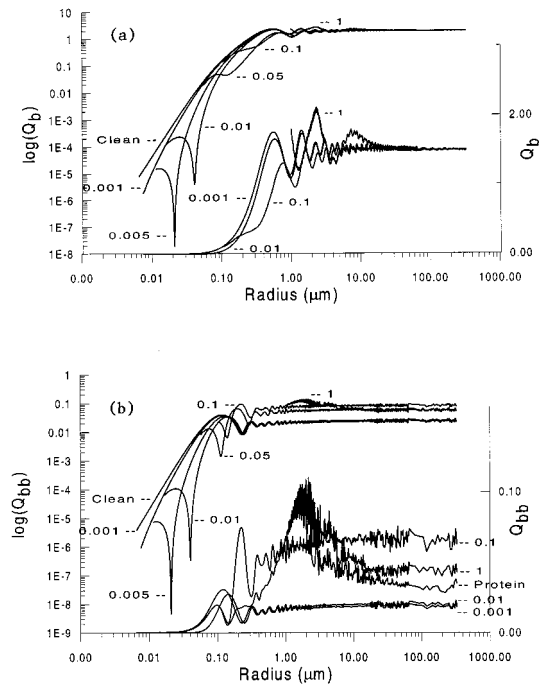 (a)
10
1
0.1
0.01
1E-3
1E-4
1E-5
1E-6
1E-7
1E-8
log(Qb)
-- 1
-- 0.1
-- 0.05
Clean--
-- 0.01
0.001 --
0.005 --
-- 1
0.001--
-- 0.1
--0.01
3
2.00
0.00
Qb
0.00
0.01
0.10
1.00
10.00
100.00
1000.00
Radius (µm)
(b)
1
0.1
0.01
1E-3
1E-4
1E-5
1E-6
1E-7
1E-8
1E-9
log(Qbb)
0.1--
-- 1
-- 0.05
Clean --
-- 0.01
0.001 --
0.005 --
0.10
0.00
Qbb
-- 0.1
-- 1
-- Protein
-- 0.01
-- 0.001
0.00
0.01
0.10
1.00
10.00
100.00
1000.00
Radius (µm)